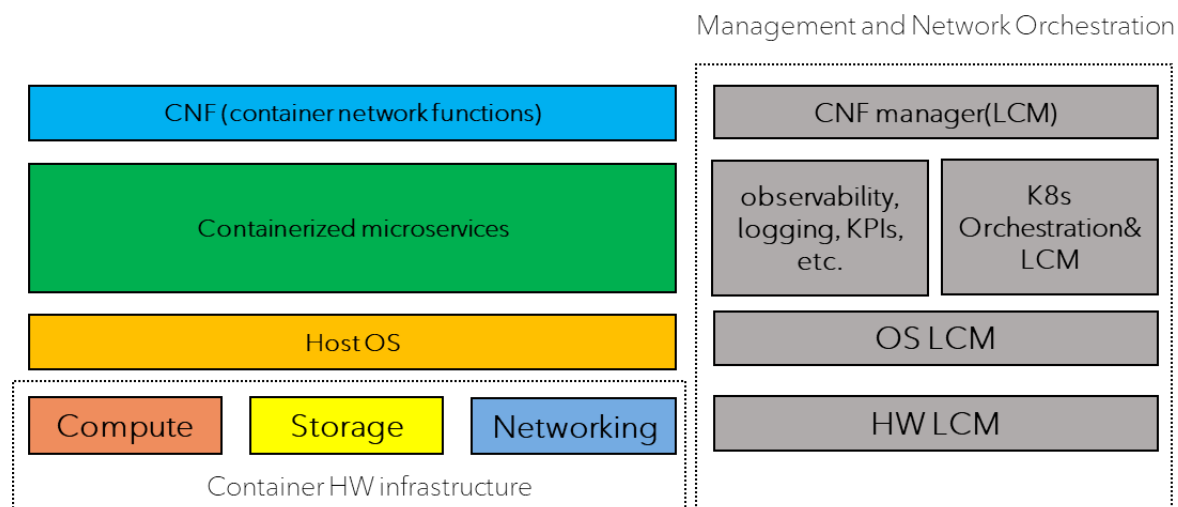 Management and Network Orchestration
CNF (container network functions)
CNF manager(LCM)
Containerized microservices
observability,
logging, KPIs,
etc.
K8s
Orchestration&
LCM
Host OS
OS LCM
Compute
Storage
Networking
HW LCM
Container HW infrastructure